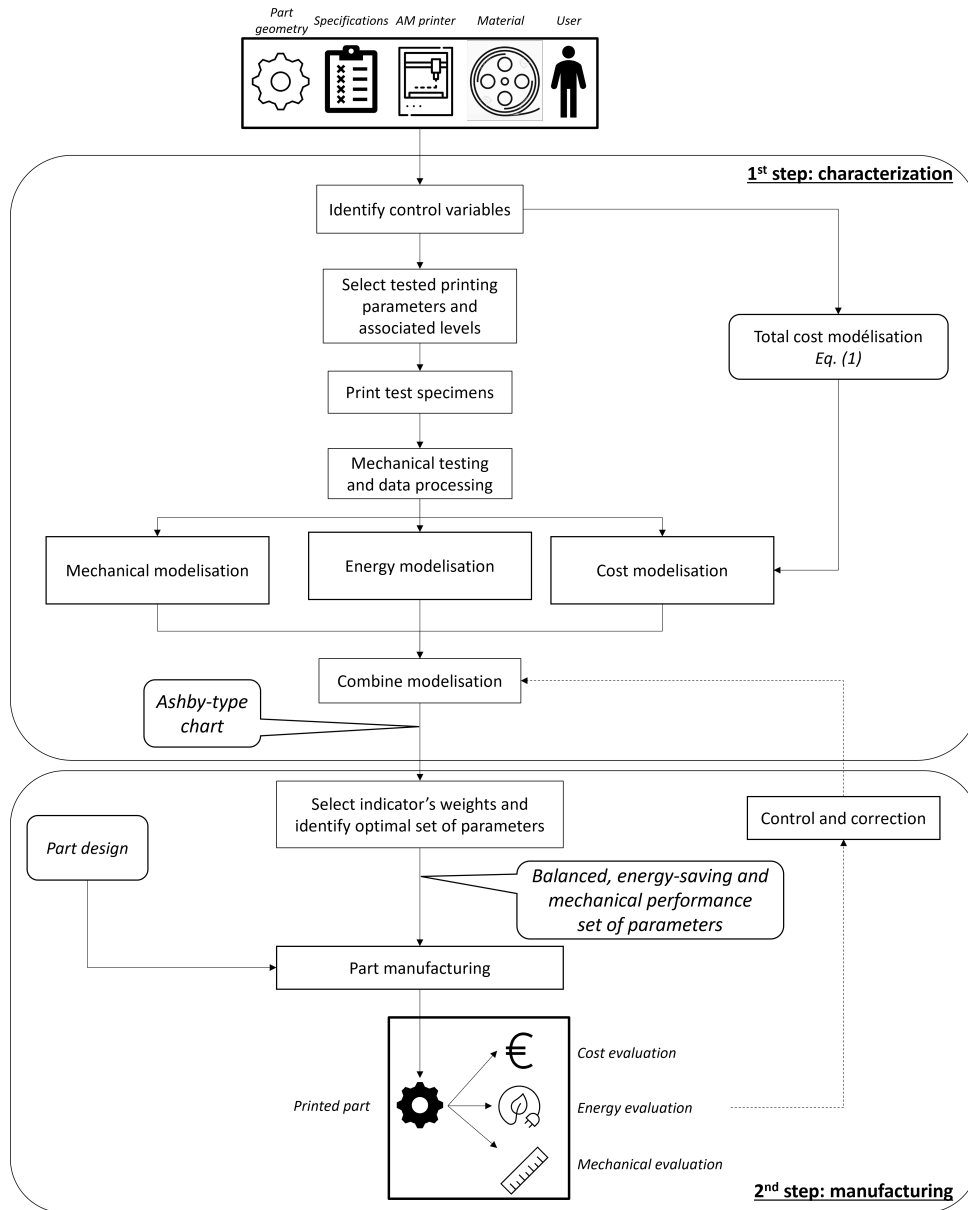 Part
geometry
Specifications
AM printer
Material
User
1st step: characterization
Identify control variables
Select tested printing
parameters and
associated levels
Total cost modélisation
Eq. (1)
Print test specimens
Mechanical testing
and data processing
Mechanical modelisation
Energy modelisation
Cost modelisation
Combine modelisation
Ashby-type
chart
Select indicator's weights and
identify optimal set of parameters
Control and correction
Part design
Balanced, energy-saving and
mechanical performance
set of parameters
Part manufacturing
€
Cost evaluation
Printed part
Energy evaluation
Mechanical evaluation
2nd step: manufacturing